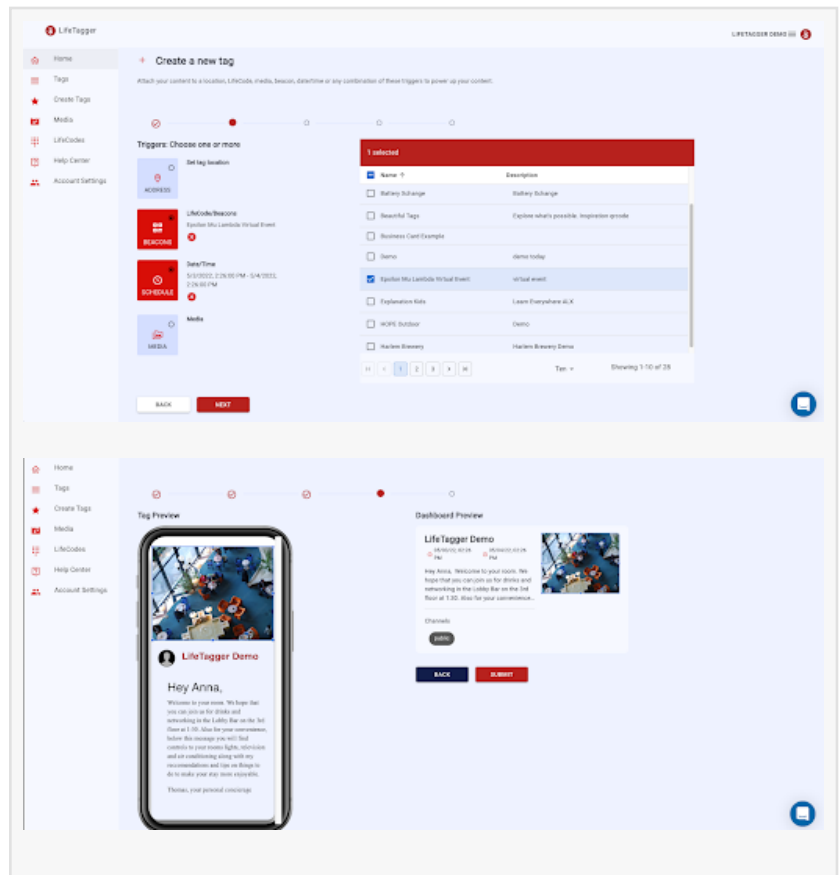 LifeTagger
LIFETAGGER DEMO
Home
Tags
Create Tags
Media
LifeCodes
Help Center
Account Settings
+ Create a new tag
Attach your content to a location, LifeCode, media, beacon, date/time or any combination of these triggers to power up your content.
Triggers: Choose one or more
ADDRESS
Set tag location
BEACONS
LifeCode/Beacons
Epsilon Mu Lambda Virtual Event
SCHEDULE
Date/Time
5/3/2022, 2:26:00 PM - 5/4/2022,
2:26:00 PM
MEDIA
Media
1 selected
Name ↑ Description
Battery Xchange Battery Xchange
Beautiful Tags Explore what's possible. Inspiration qrcode
Business Card Example
Demo demo today
Epsilon Mu Lambda Virtual Event virtual event
Explanation Kids Learn Everywhere ALX
HOPE Outdoor Demo
Harlem Brewery Harlem Brewery Demo
1 2 3
Ten
Showing 1-10 of 28
BACK NEXT
Home
Tags
Create Tags
Media
LifeCodes
Help Center
Account Settings
Tag Preview
LifeTagger Demo
Hey Anna,
Welcome to your room. We hope that
you can join us for drinks and
networking in the Lobby Bar on the 3rd
floor at 1:30. Also for your convenience,
below this message you will find
controls to your rooms lights, television
and air conditioning along with my
recommendations and tips on things to
do to make your stay more enjoyable.
Thomas, your personal concierge
Dashboard Preview
LifeTagger Demo
PM PM
Hey Anna, Welcome to your room. We
hope that you can join us for drinks and
networking in the Lobby Bar on the 3rd
floor at 1:30. Also for your convenience...
Channels
public
BACK SUBMIT